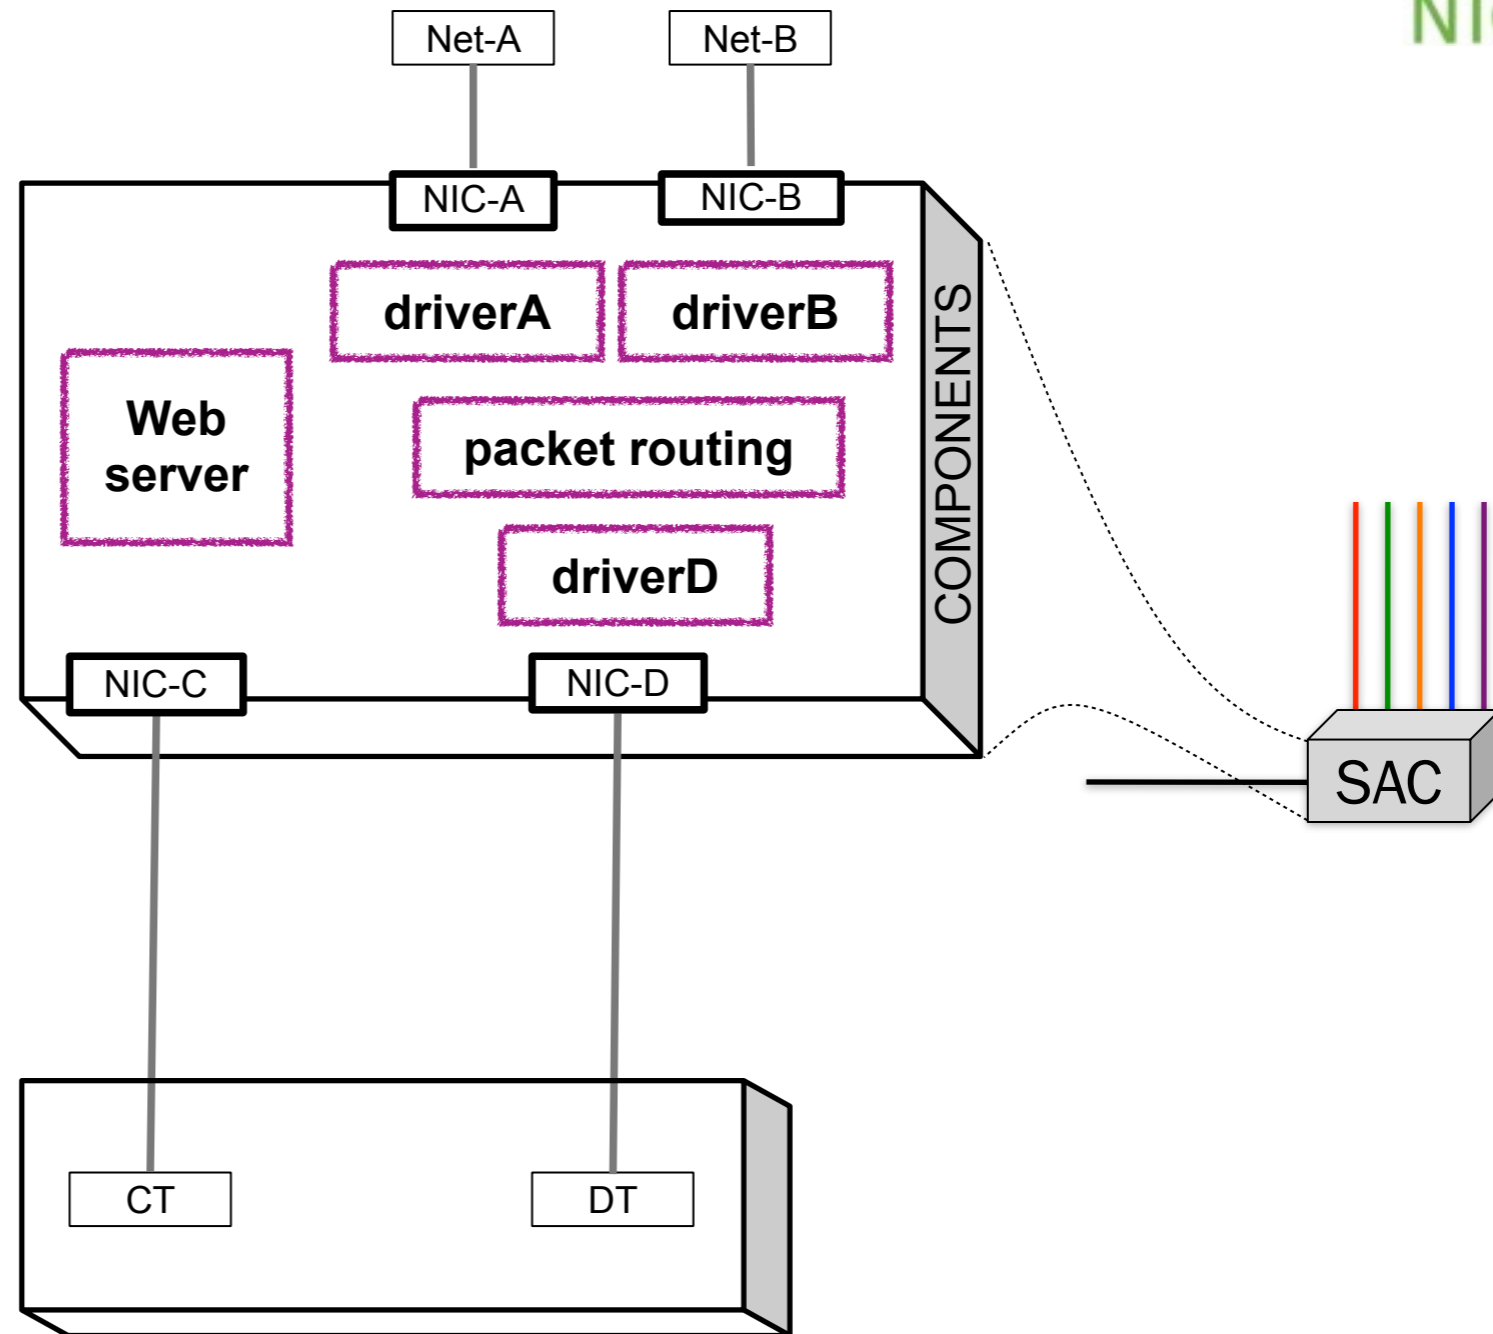 Net-A
Net-B
NIC-A
NIC-B
driverA
driverB
COMPONENTS
Web
server
packet routing
driverD
NIC-C
NIC-D
SAC
CT
DT